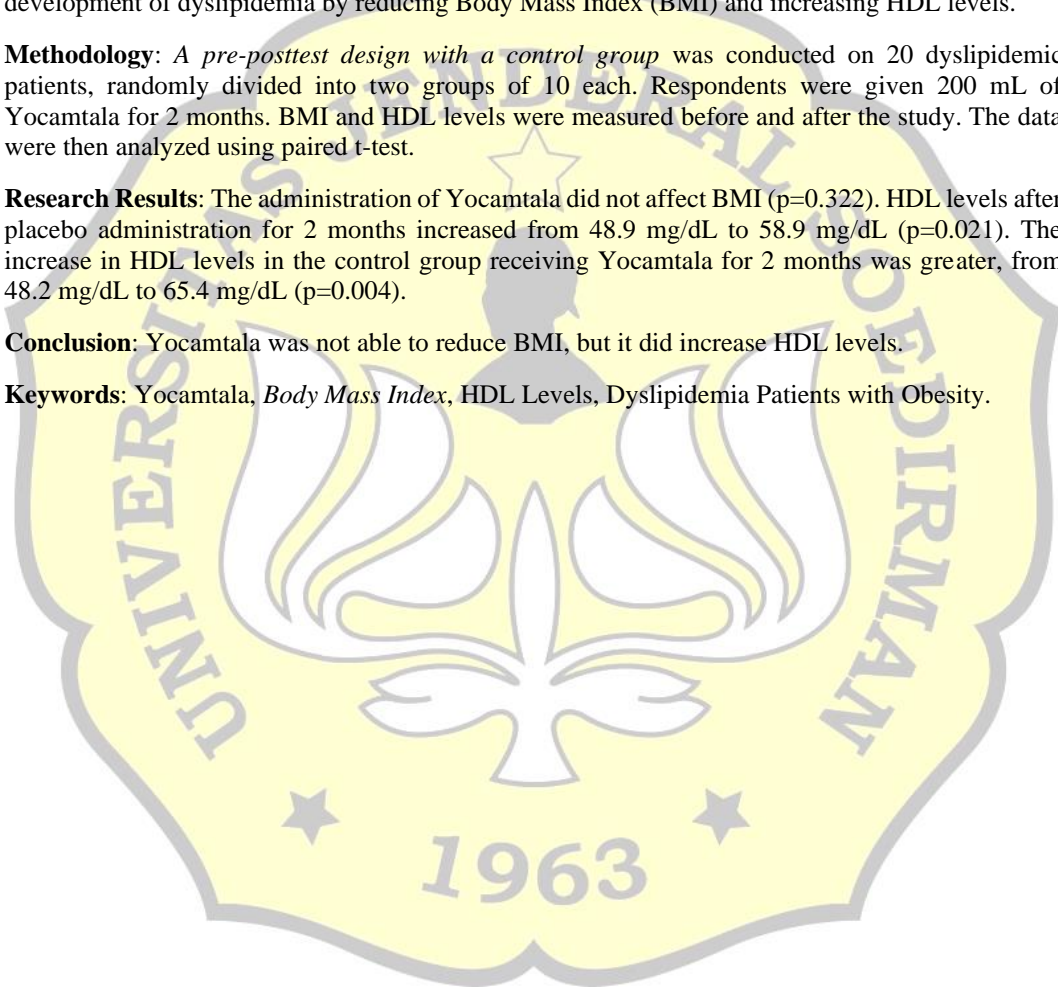 development of dyslipidemia by reducing Body Mass Index (BMI) and increasing HDL levels.
Methodology: A pre-posttest design with a control group was conducted on 20 dyslipidemic
patients, randomly divided into two groups of 10 each. Respondents were given 200 mL of
Yocamtala for 2 months. BMI and HDL levels were measured before and after the study. The data
were then analyzed using paired t-test.
Research Results: The administration of Yocamtala did not affect BMI (p=0.322). HDL levels after
placebo administration for 2 months increased from 48.9 mg/dL to 58.9 mg/dL (p=0.021). The
increase in HDL levels in the control group receiving Yocamtala for 2 months was greater, from
48.2 mg/dL to 65.4 mg/dL (p=0.004).
Conclusion: Yocamtala was not able to reduce BMI, but it did increase HDL levels.
Keywords: Yocamtala, Body Mass Index, HDL Levels, Dyslipidemia Patients with Obesity.
UNIVERSITAS JENDERAL SOEDIRMAN
1963